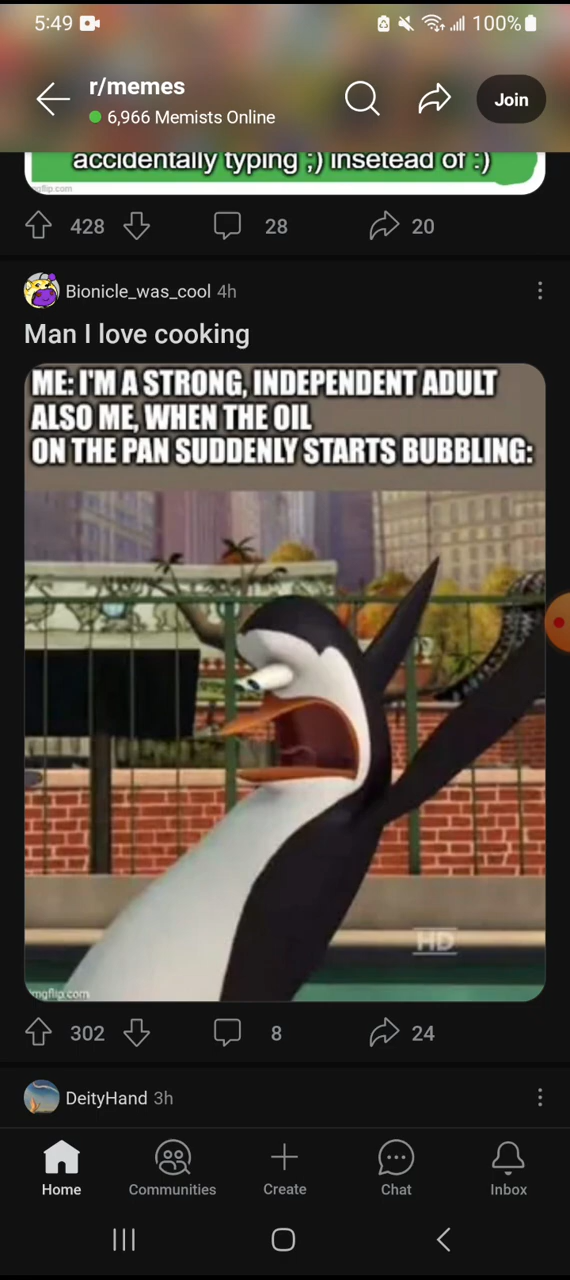 5:49
100%
r/memes
6,966 Memists Online
Join
accidentally typing ;) insetead of :)
428
28
20
Bionicle_was_cool 4h
Man I love cooking
ME: I'M A STRONG, INDEPENDENT ADULT
ALSO ME, WHEN THE OIL
ON THE PAN SUDDENLY STARTS BUBBLING:
HD
imgflip.com
302
8
24
DeityHand 3h
Home
Communities
Create
Chat
Inbox